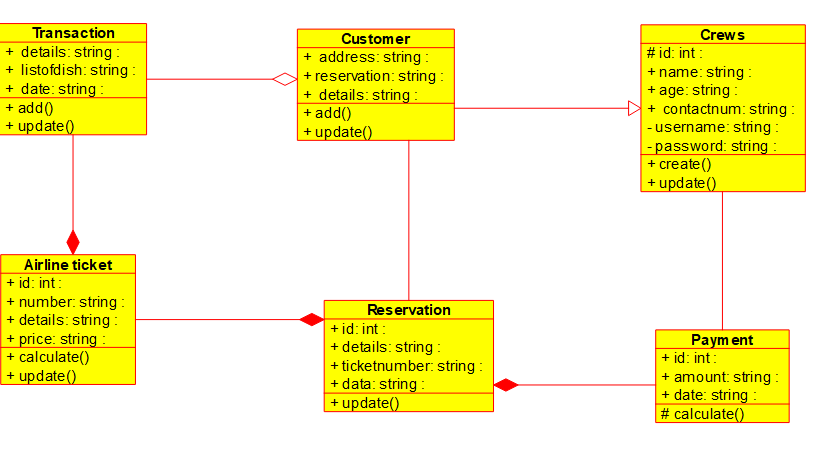 Transaction
+ details: string :
+ listofdish: string :
+ date: string :
+ add()
+ update()
Customer
+ address: string :
+ reservation: string :
+ details: string :
+ add()
+ update()
Crews
# id: int :
+ name: string :
+ age: string :
+ contactnum: string :
- username: string :
- password: string :
+ create()
+ update()
Airline ticket
+ id: int :
+ number: string :
+ details: string :
+ price: string :
+ calculate()
+ update()
Reservation
+ id: int :
+ details: string :
+ ticketnumber: string :
+ data: string :
+ update()
Payment
+ id: int :
+ amount: string :
+ date: string :
# calculate()